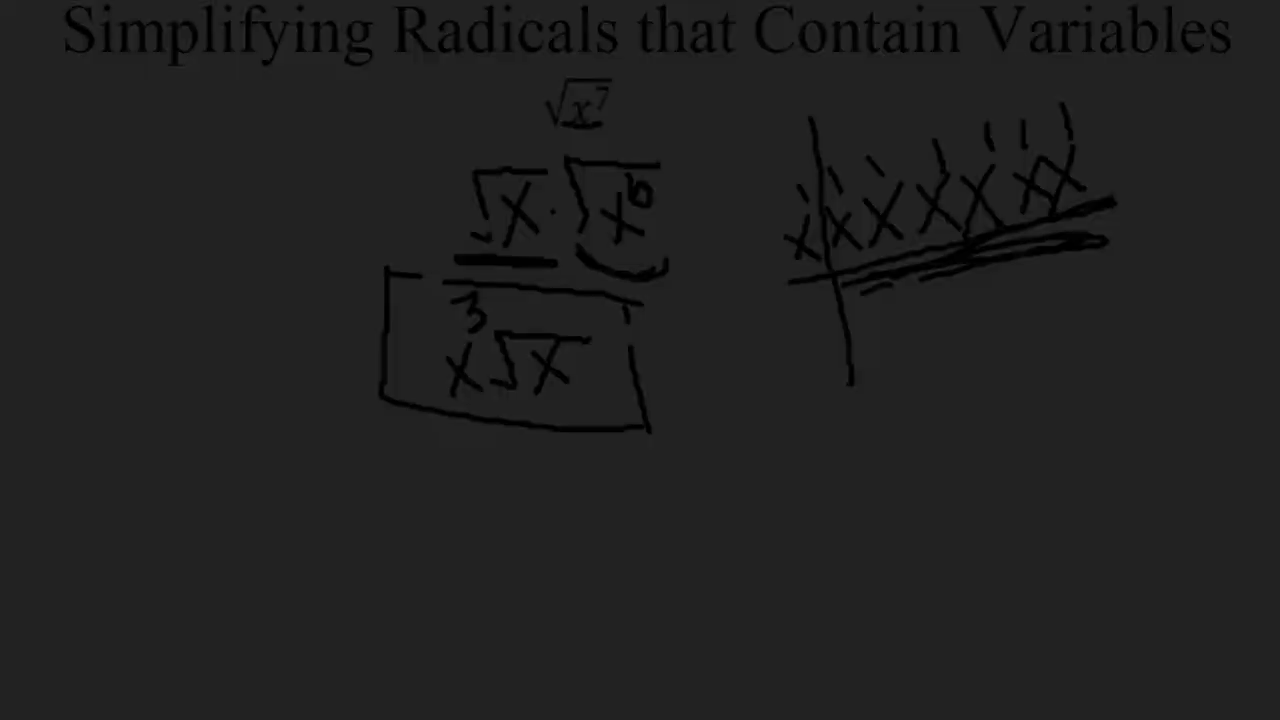 Simplifying Radicals that Contain Variables
√x⁷
√x · √x⁶
x x x x x x x
x³√x